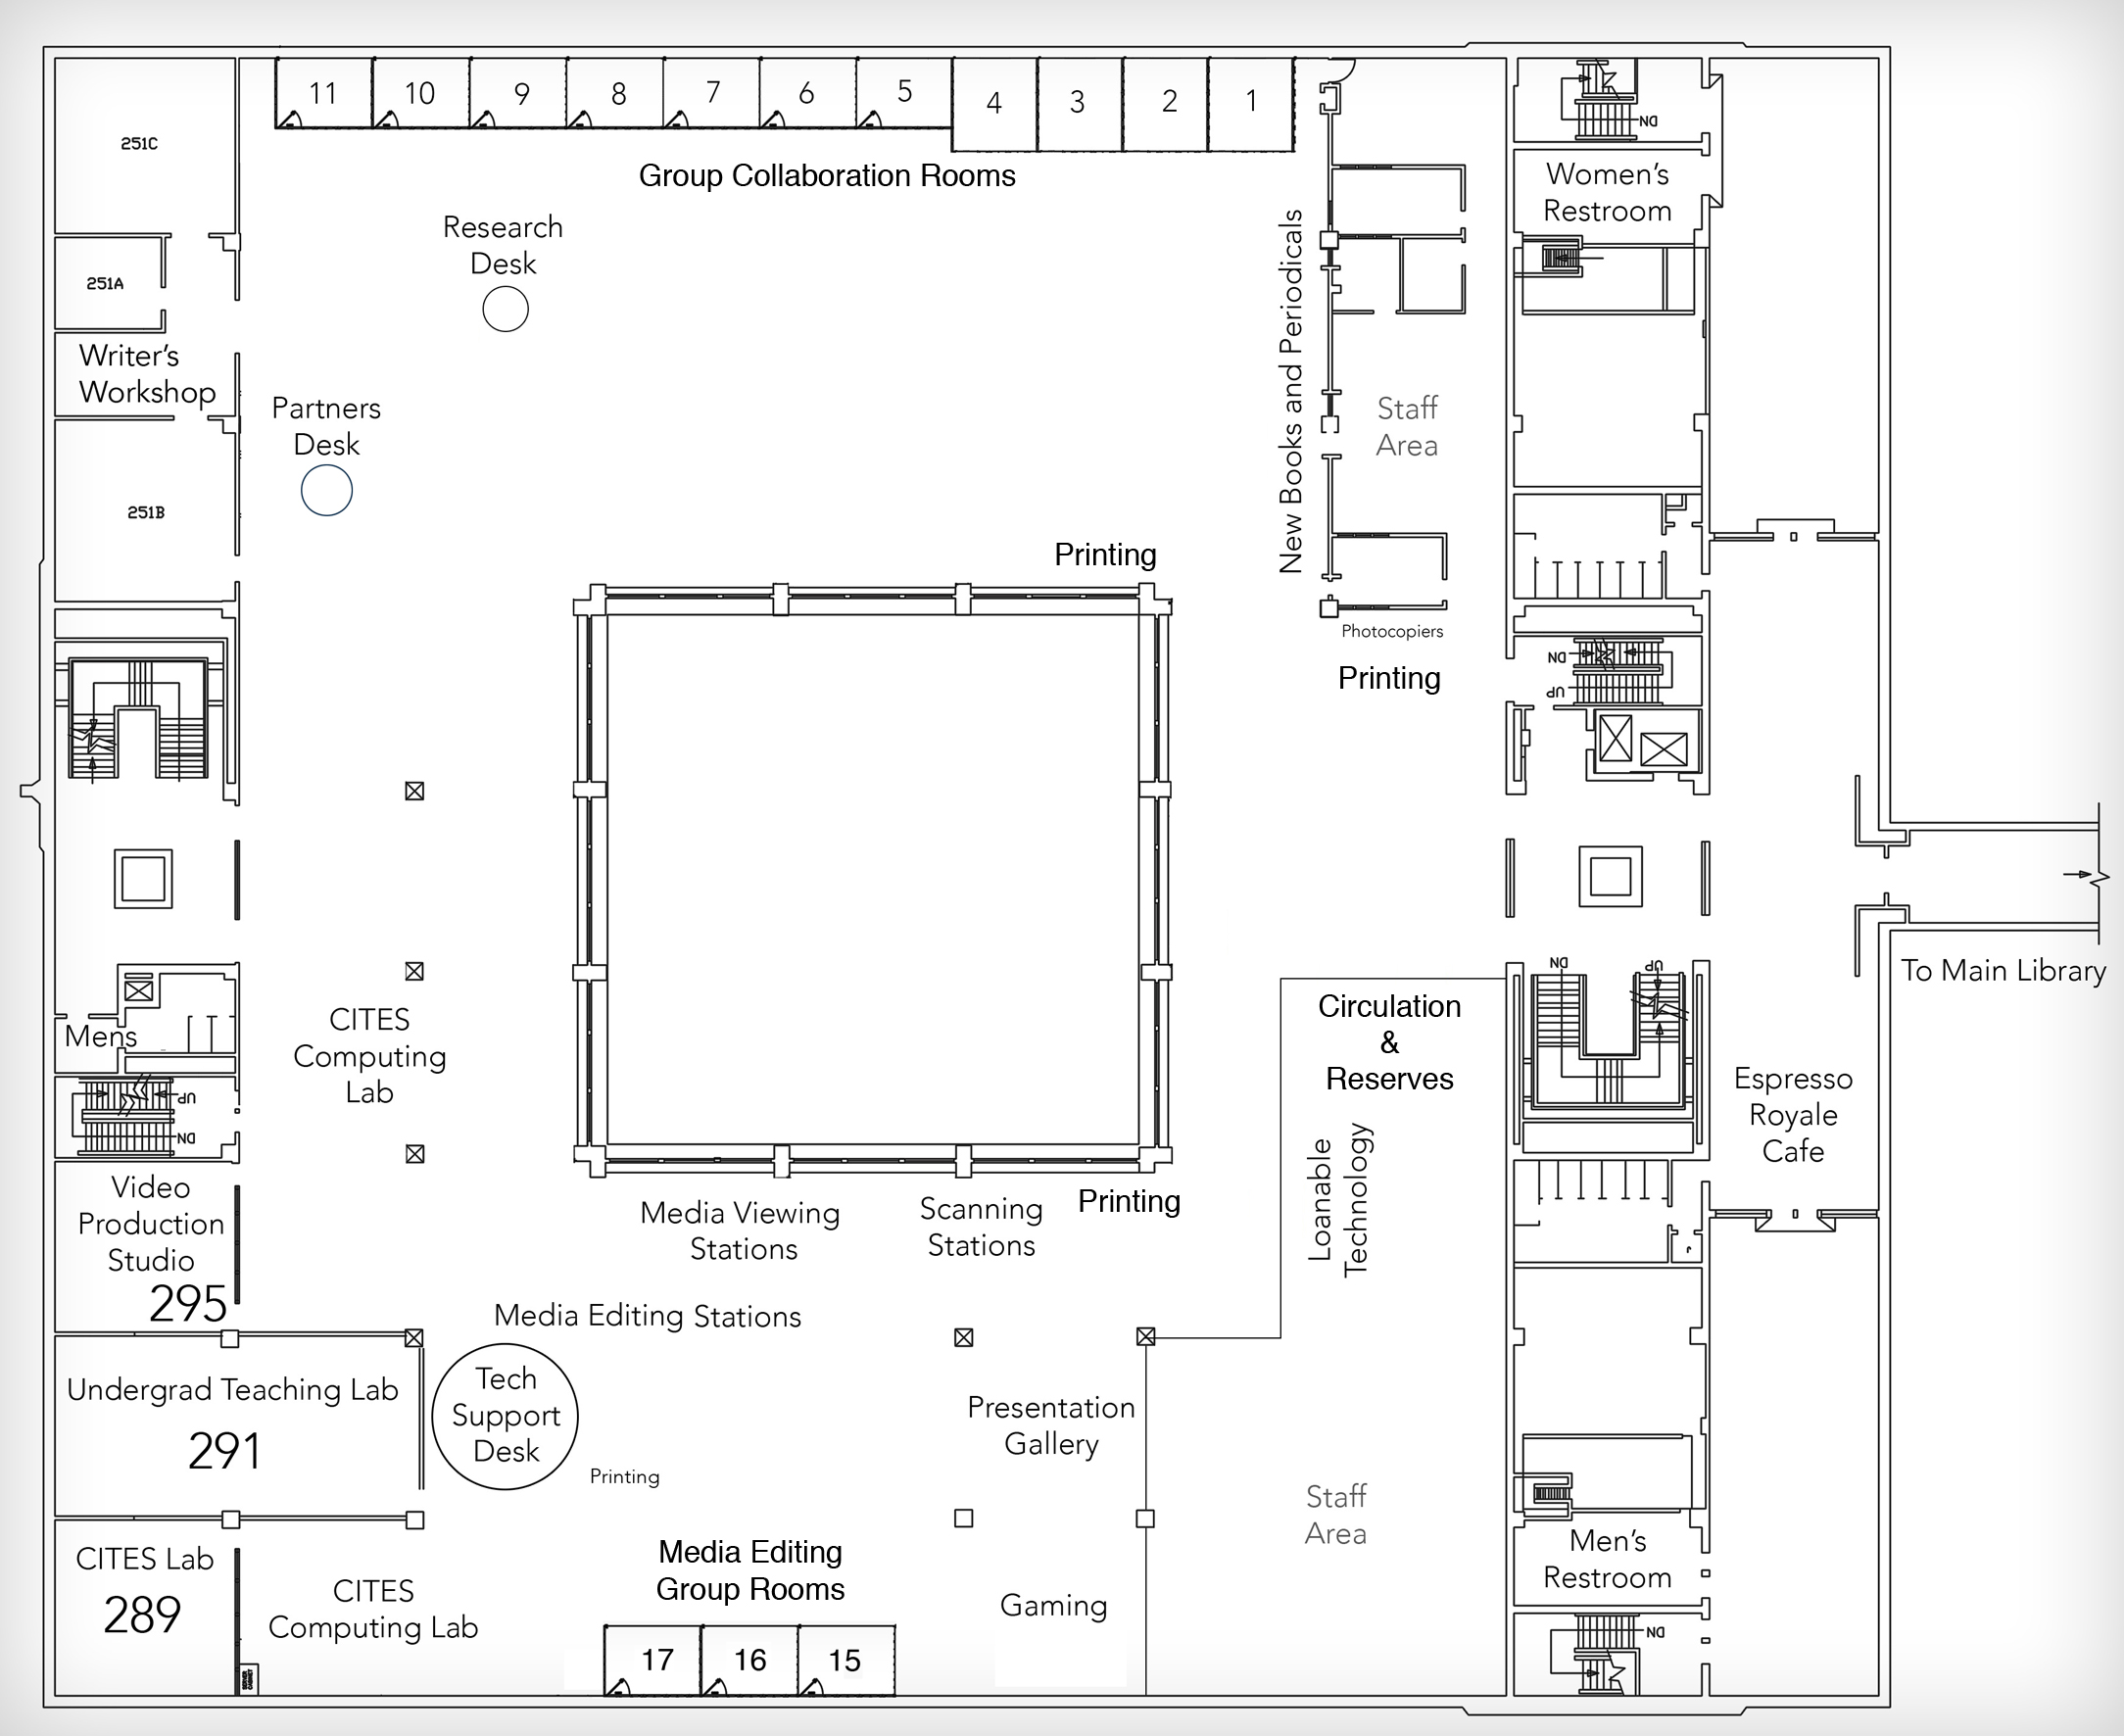 11
10
9
8
7
6
5
4
3
2
1
DN
251C
Group Collaboration Rooms
Women's
Restroom
Research
Desk
251A
New Books and Periodicals
Writer's
Workshop
Partners
Desk
Staff
Area
251B
Printing
Photocopiers
Printing
DN
UP
To Main Library
DN
UP
Circulation
&
Reserves
Mens
CITES
Computing
Lab
UP
DN
Espresso
Royale
Cafe
Loanable
Technology
Video
Production
Studio
295
Media Viewing
Stations
Scanning
Stations
Printing
Media Editing Stations
Undergrad Teaching Lab
291
Tech
Support
Desk
Printing
Presentation
Gallery
Staff
Area
Men's
Restroom
CITES Lab
289
CITES
Computing Lab
Media Editing
Group Rooms
Gaming
17
16
15
DN